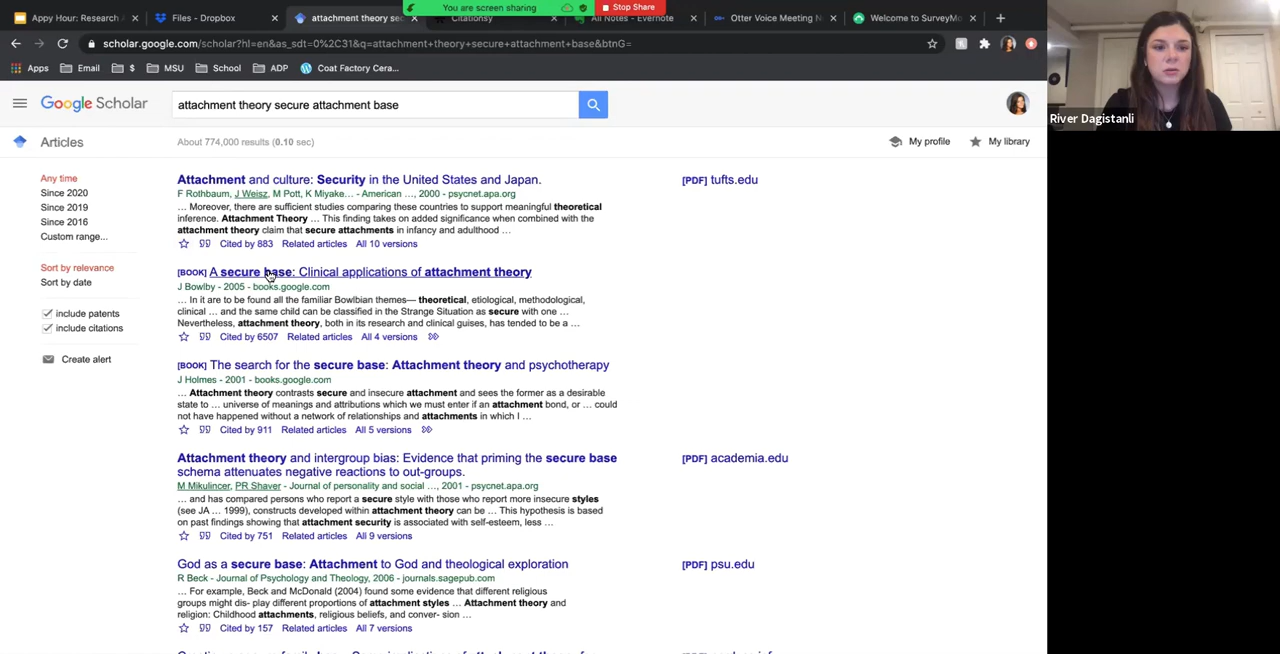 Appy Hour: Research A
Files - Dropbox
attachment theory sec
You are screen sharing
Stop Share
Citationsy
All Notes - Evernote
Otter Voice Meeting N
Welcome to SurveyMo
scholar.google.com/scholar?hl=en&as_sdt=0%2C31&q=attachment+theory+secure+attachment+base&btnG=
Apps
Email
$
MSU
School
ADP
Coat Factory Cera...
River Dagistanli
Google Scholar
attachment theory secure attachment base
Articles
About 774,000 results (0.10 sec)
My profile
My library
Any time
Since 2020
Since 2019
Since 2016
Custom range...
Sort by relevance
Sort by date
include patents
include citations
Create alert
Attachment and culture: Security in the United States and Japan.
F Rothbaum, J Weisz, M Pott, K Miyake… - American …, 2000 - psycnet.apa.org
… Moreover, there are sufficient studies comparing these countries to support meaningful theoretical
inference. Attachment Theory … This finding takes on added significance when combined with the
attachment theory claim that secure attachments in infancy and adulthood …
Cited by 883 Related articles All 10 versions
[PDF] tufts.edu
[BOOK] A secure base: Clinical applications of attachment theory
J Bowlby - 2005 - books.google.com
… In it are to be found all the familiar Bowlbian themes— theoretical, etiological, methodological,
clinical … and the same child can be classified in the Strange Situation as secure with one …
Nevertheless, attachment theory, both in its research and clinical guises, has tended to be a …
Cited by 6507 Related articles All 4 versions
[BOOK] The search for the secure base: Attachment theory and psychotherapy
J Holmes - 2001 - books.google.com
… Attachment theory contrasts secure and insecure attachment and sees the former as a desirable
state to … universe of meanings and attributions which we must enter if an attachment bond, or … could
not have happened without a network of relationships and attachments in which I …
Cited by 911 Related articles All 5 versions
Attachment theory and intergroup bias: Evidence that priming the secure base
schema attenuates negative reactions to out-groups.
M Mikulincer, PR Shaver - Journal of personality and social …, 2001 - psycnet.apa.org
… and has compared persons who report a secure style with those who report more insecure styles
(see JA … 1999), constructs developed within attachment theory can be … This hypothesis is based
on past findings showing that attachment security is associated with self-esteem, less …
Cited by 751 Related articles All 9 versions
[PDF] academia.edu
God as a secure base: Attachment to God and theological exploration
R Beck - Journal of Psychology and Theology, 2006 - journals.sagepub.com
… For example, Beck and McDonald (2004) found some evidence that different religious
groups might dis- play different proportions of attachment styles … Attachment theory and
religion: Childhood attachments, religious beliefs, and conver- sion …
Cited by 157 Related articles All 7 versions
[PDF] psu.edu